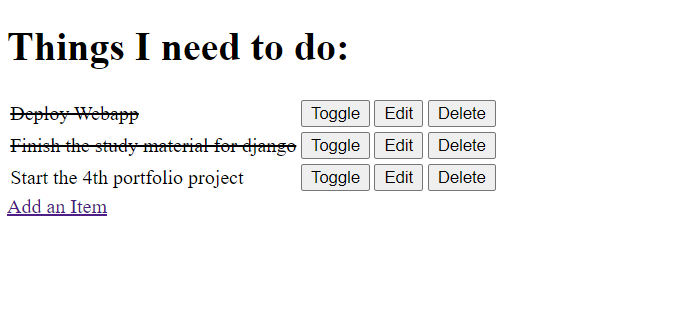 Things I need to do:
Deploy Webapp Toggle Edit Delete
Finish the study material for django Toggle Edit Delete
Start the 4th portfolio project Toggle Edit Delete
Add an Item